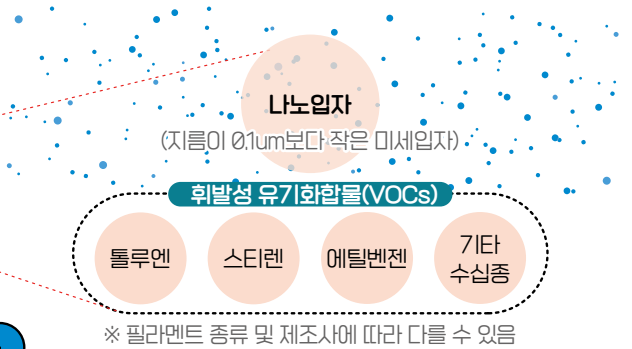 나노입자
(지름이 0.1um보다 작은 미세입자)
휘발성 유기화합물(VOCs)
톨루엔
스티렌
에틸벤젠
기타
수십종
※ 필라멘트 종류 및 제조사에 따라 다를 수 있음